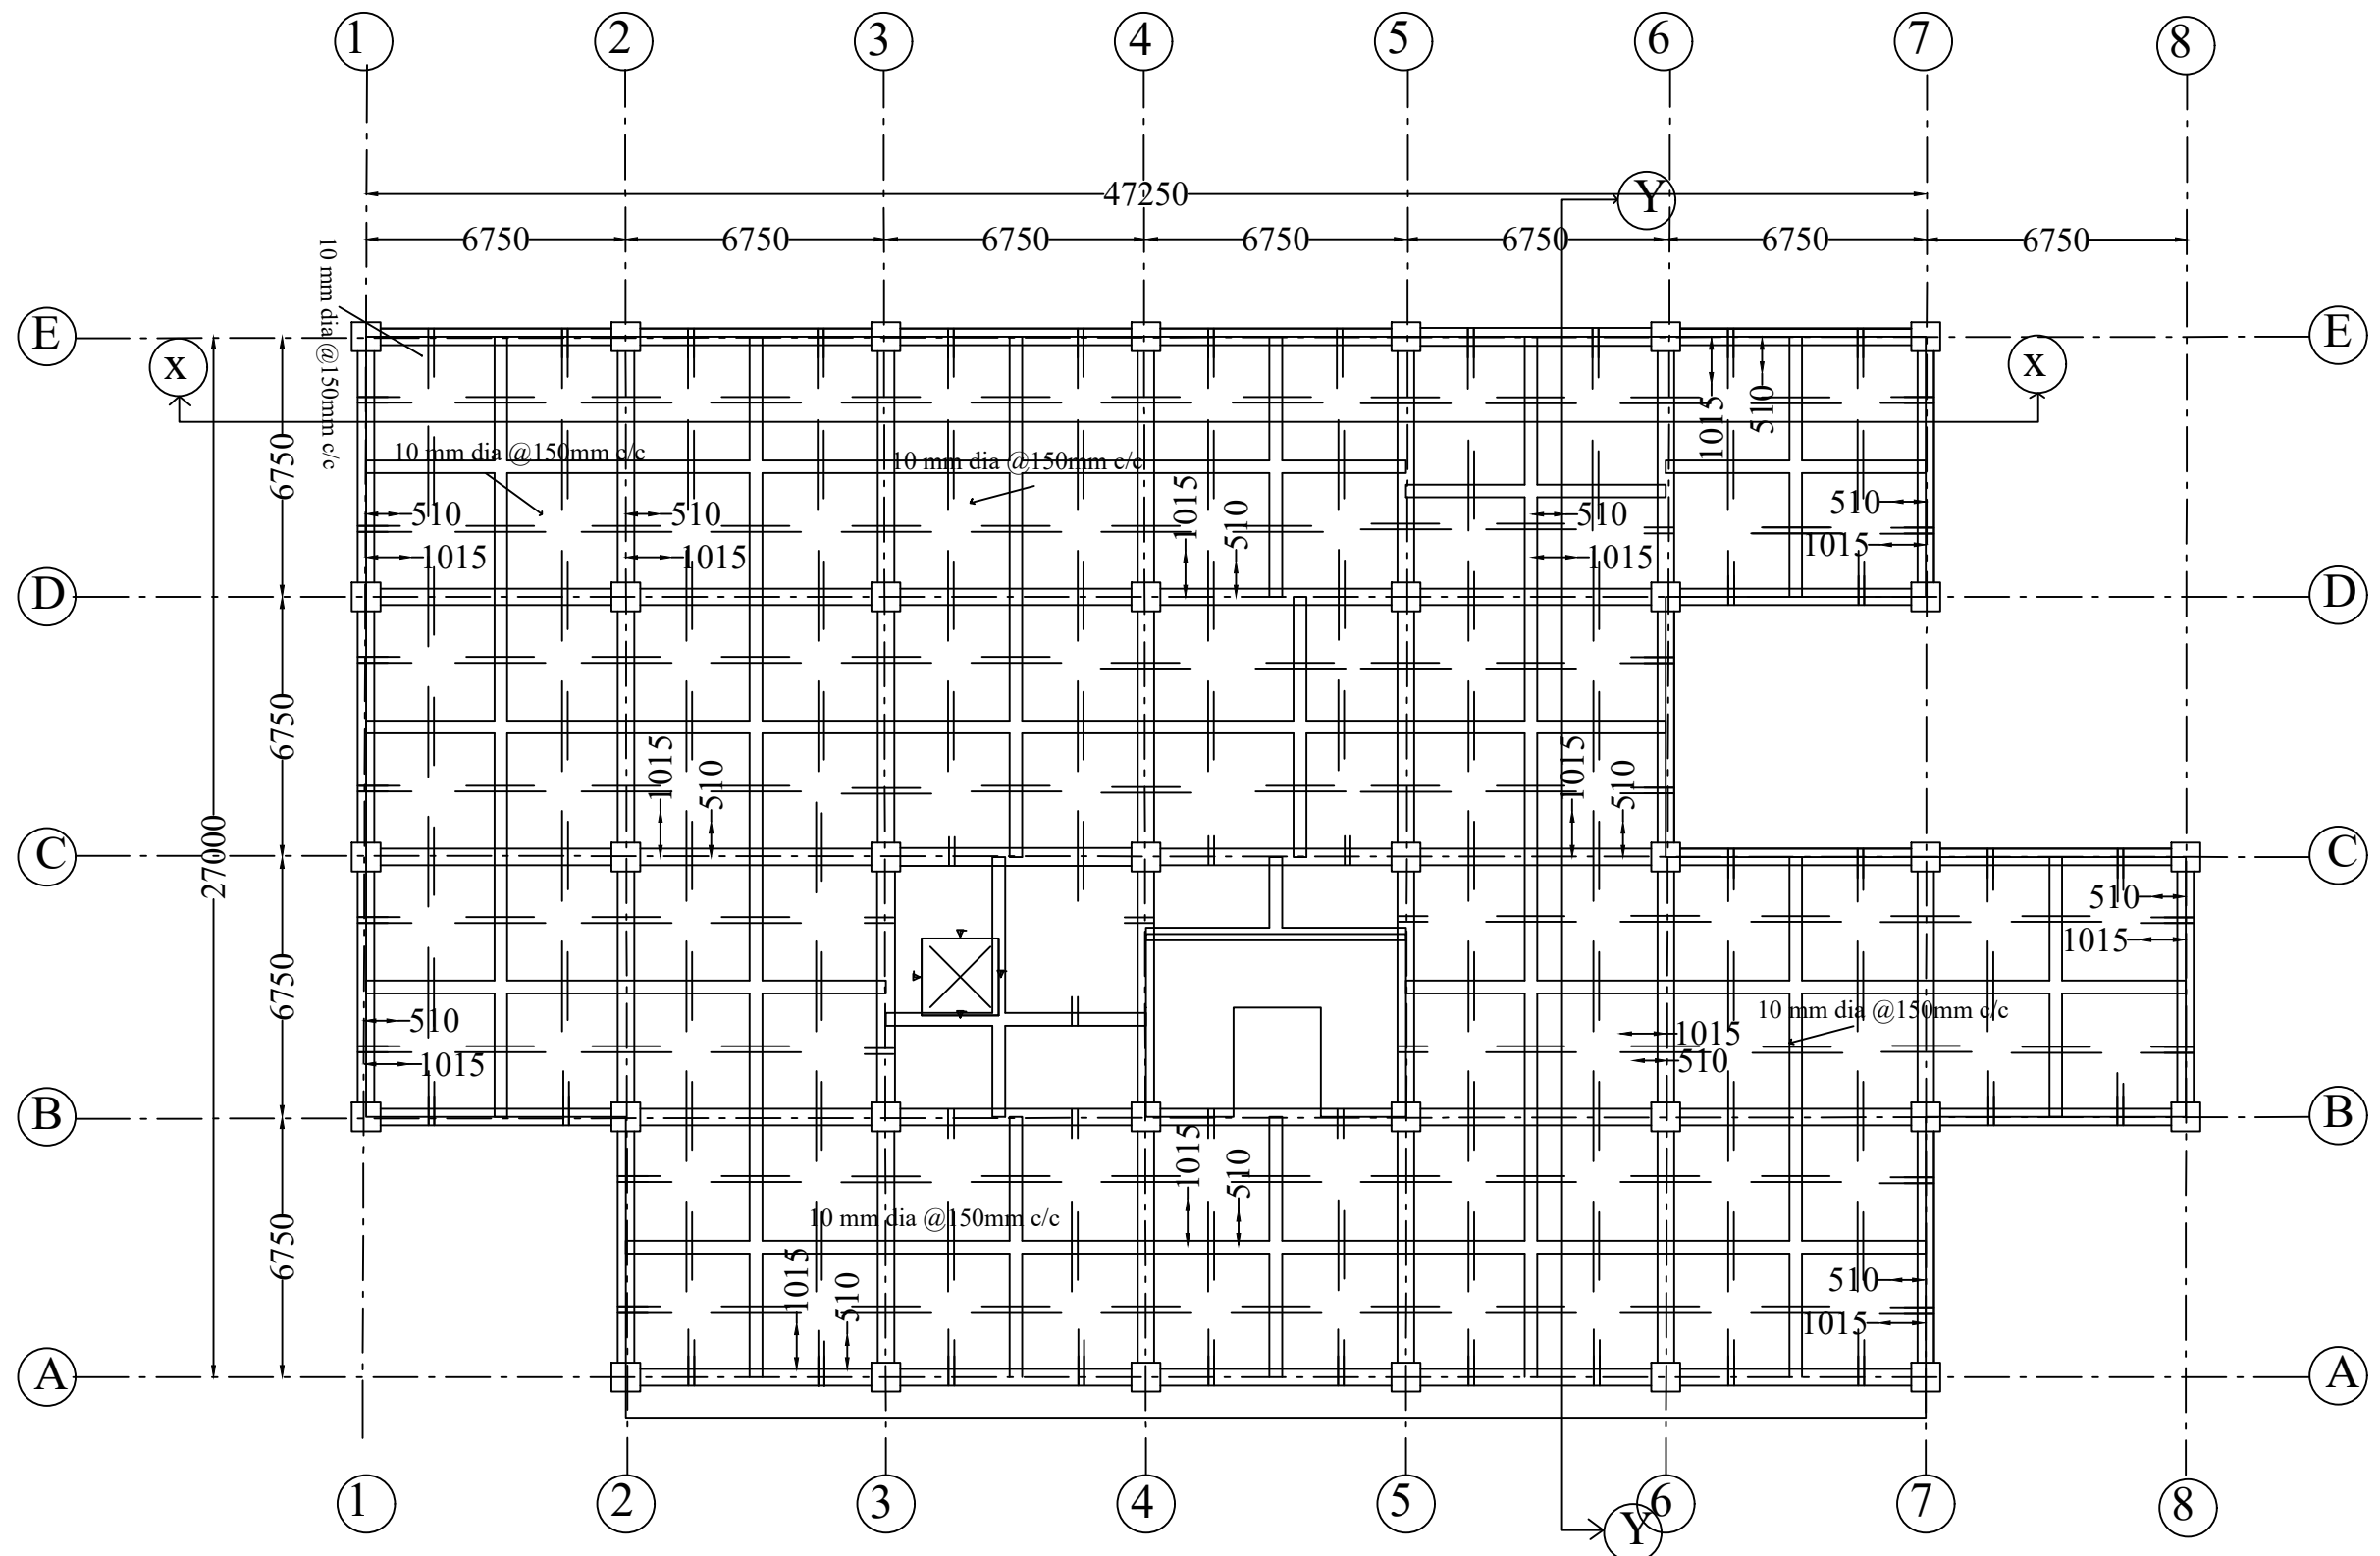 1 2 3 4 5 6 7 8
47250
Y
6750 6750 6750 6750 6750 6750 6750
10 mm dia @150mm c/c
E E
x x
1015 510
6750
10 mm dia @150mm c/c 10 mm dia @150mm c/c
510 510 1015 510 510 510
1015 1015 1015 1015
D D
6750
1015 510 1015 510
27000
C C
510
1015
6750
10 mm dia @150mm c/c
510 1015
1015 510
B B
1015 510
10 mm dia @150mm c/c
6750
1015 510 510
1015
A A
1 2 3 4 5 6 7 8
Y